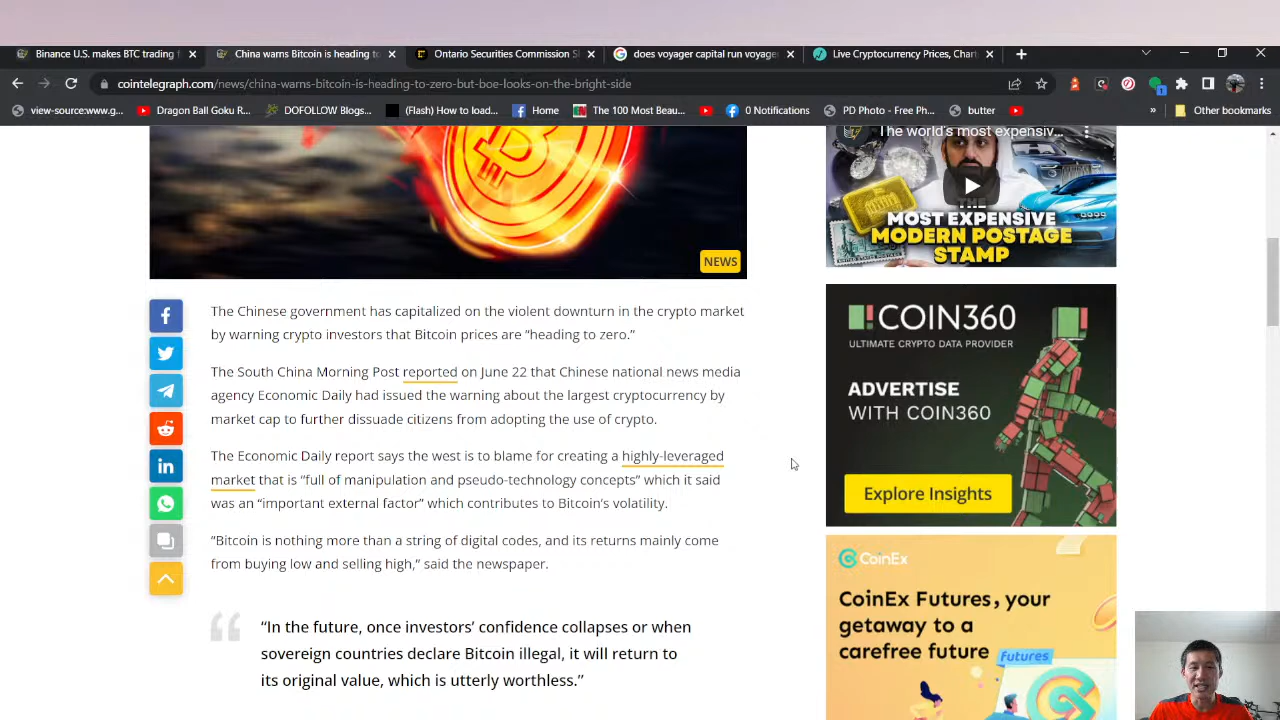 Binance U.S. makes BTC trading f
China warns Bitcoin is heading to
Ontario Securities Commission Sl
does voyager capital run voyage
Live Cryptocurrency Prices, Chart
cointelegraph.com/news/china-warns-bitcoin-is-heading-to-zero-but-boe-looks-on-the-bright-side
view-source:www.g...
Dragon Ball Goku R...
DOFOLLOW Blogs...
(Flash) How to load...
Home
The 100 Most Beau...
0 Notifications
PD Photo - Free Ph...
butter
»
Other bookmarks
NEWS
The Chinese government has capitalized on the violent downturn in the crypto market
by warning crypto investors that Bitcoin prices are “heading to zero.”
The South China Morning Post reported on June 22 that Chinese national news media
agency Economic Daily had issued the warning about the largest cryptocurrency by
market cap to further dissuade citizens from adopting the use of crypto.
The Economic Daily report says the west is to blame for creating a highly-leveraged
market that is “full of manipulation and pseudo-technology concepts” which it said
was an “important external factor” which contributes to Bitcoin’s volatility.
“Bitcoin is nothing more than a string of digital codes, and its returns mainly come
from buying low and selling high,” said the newspaper.
“In the future, once investors’ confidence collapses or when
sovereign countries declare Bitcoin illegal, it will return to
its original value, which is utterly worthless.”
The world's most expensiv...
THE
MOST EXPENSIVE
MODERN POSTAGE
STAMP
COIN360
ULTIMATE CRYPTO DATA PROVIDER
ADVERTISE
WITH COIN360
Explore Insights
CoinEx
CoinEx Futures, your
getaway to a
carefree future
Futures